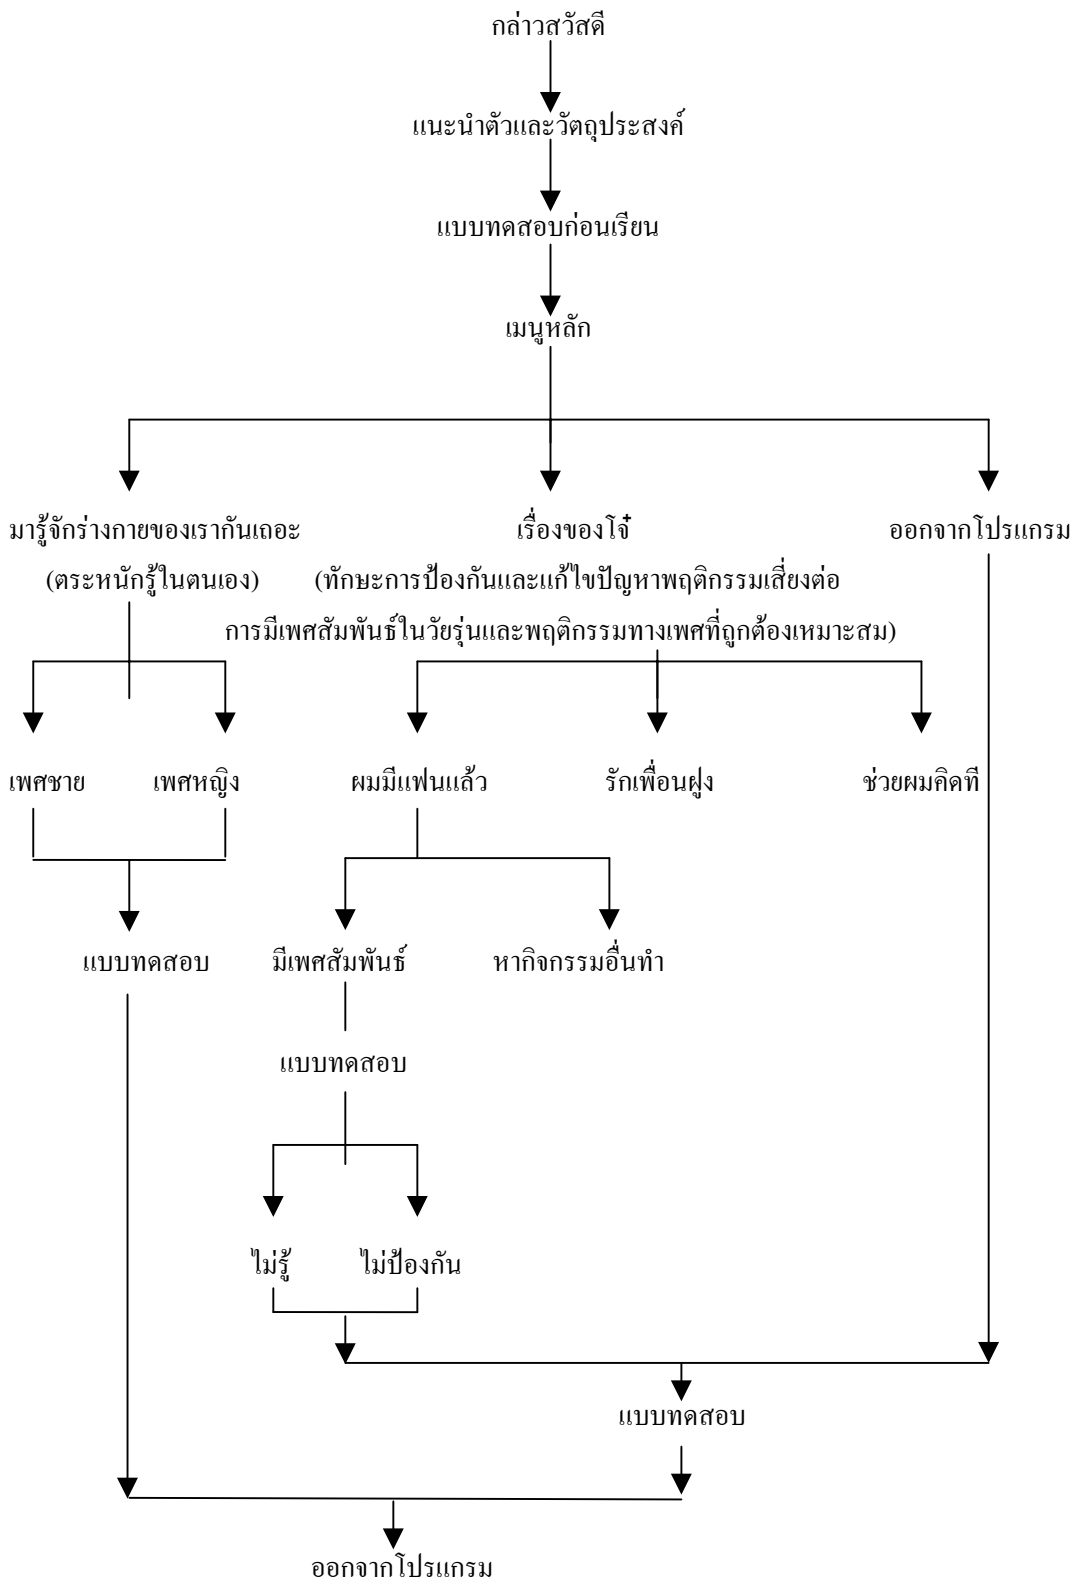 กล่าวสวัสดี
แนะนำตัวและวัตถุประสงค์
แบบทดสอบก่อนเรียน
เมนูหลัก
มารู้จักร่างกายของเรากันเถอะ
(ตระหนักรู้ในตนเอง)
เรื่องของโจ๋
(ทักษะการป้องกันและแก้ไขปัญหาพฤติกรรมเสี่ยงต่อ
การมีเพศสัมพันธ์ในวัยรุ่นและพฤติกรรมทางเพศที่ถูกต้องเหมาะสม)
ออกจากโปรแกรม
เพศชาย
เพศหญิง
ผมมีแฟนแล้ว
รักเพื่อนฝูง
ช่วยผมคิดที
แบบทดสอบ
มีเพศสัมพันธ์
หากิจกรรมอื่นทำ
แบบทดสอบ
ไม่รู้
ไม่ป้องกัน
แบบทดสอบ
ออกจากโปรแกรม